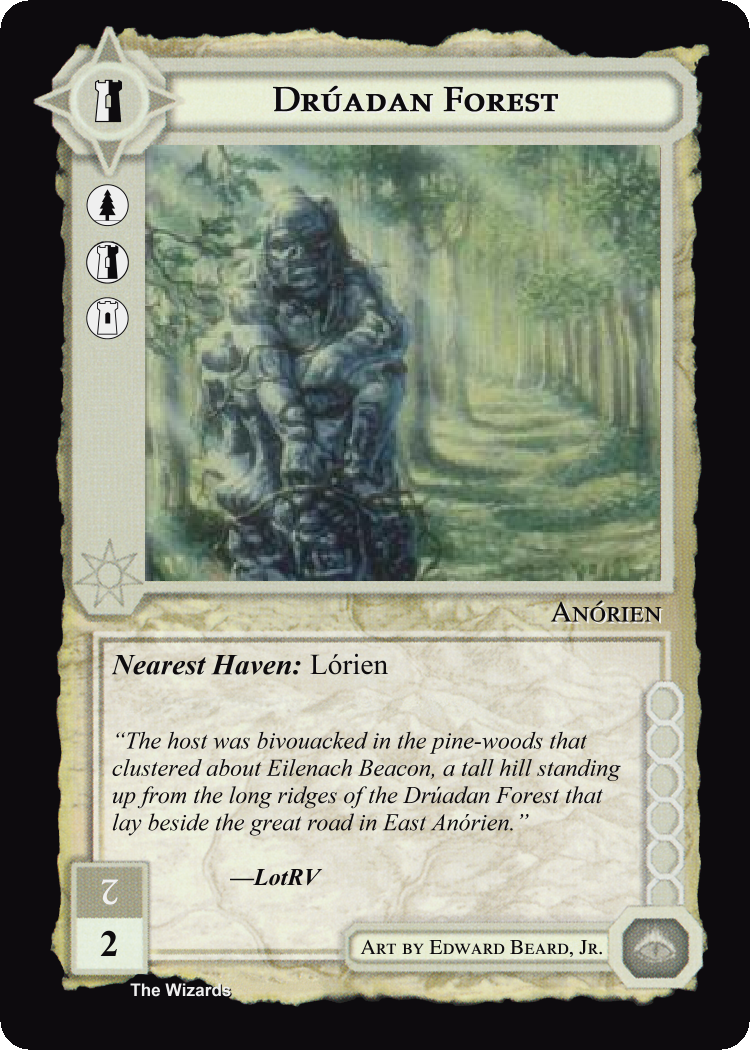 Drúadan Forest
Anórien
Nearest Haven: Lórien
“The host was bivouacked in the pine-woods that
clustered about Eilenach Beacon, a tall hill standing
up from the long ridges of the Drúadan Forest that
lay beside the great road in East Anórien.”
—LotRV
2
2
Art by Edward Beard, Jr.
The Wizards